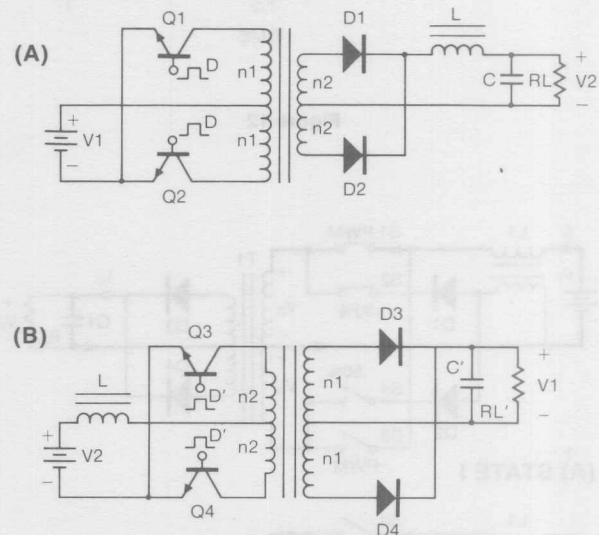 (A)
Q1
D
n1
V1
+
−
D
n1
Q2
D1
n2
n2
D2
L
C
RL
+
V2
−
(B)
Q3
D'
n2
L
+
V2
−
D'
n2
Q4
D3
n1
n1
D4
C'
RL'
+
V1
−